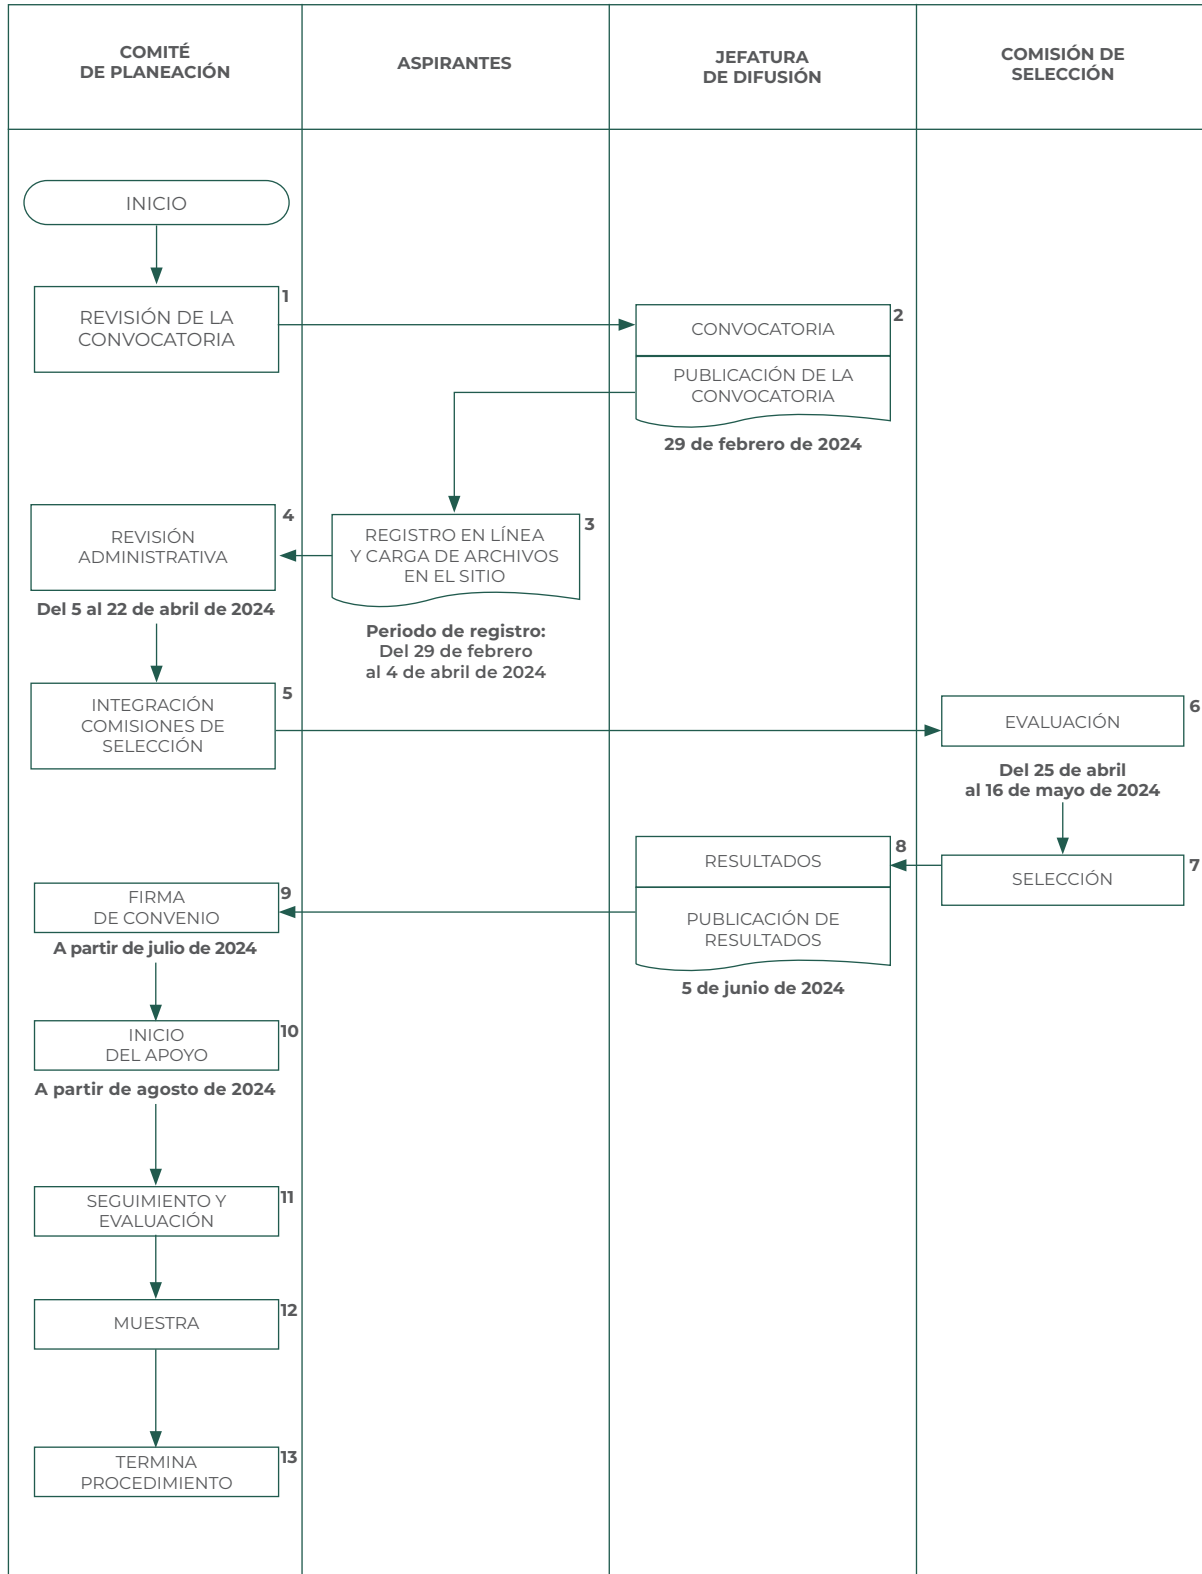 COMITÉ
DE PLANEACIÓN
ASPIRANTES
JEFATURA
DE DIFUSIÓN
COMISIÓN DE
SELECCIÓN
INICIO
1
REVISIÓN DE LA
CONVOCATORIA
2
CONVOCATORIA
PUBLICACIÓN DE LA
CONVOCATORIA
29 de febrero de 2024
3
REGISTRO EN LÍNEA
Y CARGA DE ARCHIVOS
EN EL SITIO
Periodo de registro:
Del 29 de febrero
al 4 de abril de 2024
4
REVISIÓN
ADMINISTRATIVA
Del 5 al 22 de abril de 2024
5
INTEGRACIÓN
COMISIONES DE
SELECCIÓN
6
EVALUACIÓN
Del 25 de abril
al 16 de mayo de 2024
7
SELECCIÓN
8
RESULTADOS
PUBLICACIÓN DE
RESULTADOS
5 de junio de 2024
9
FIRMA
DE CONVENIO
A partir de julio de 2024
10
INICIO
DEL APOYO
A partir de agosto de 2024
11
SEGUIMIENTO Y
EVALUACIÓN
12
MUESTRA
13
TERMINA
PROCEDIMIENTO